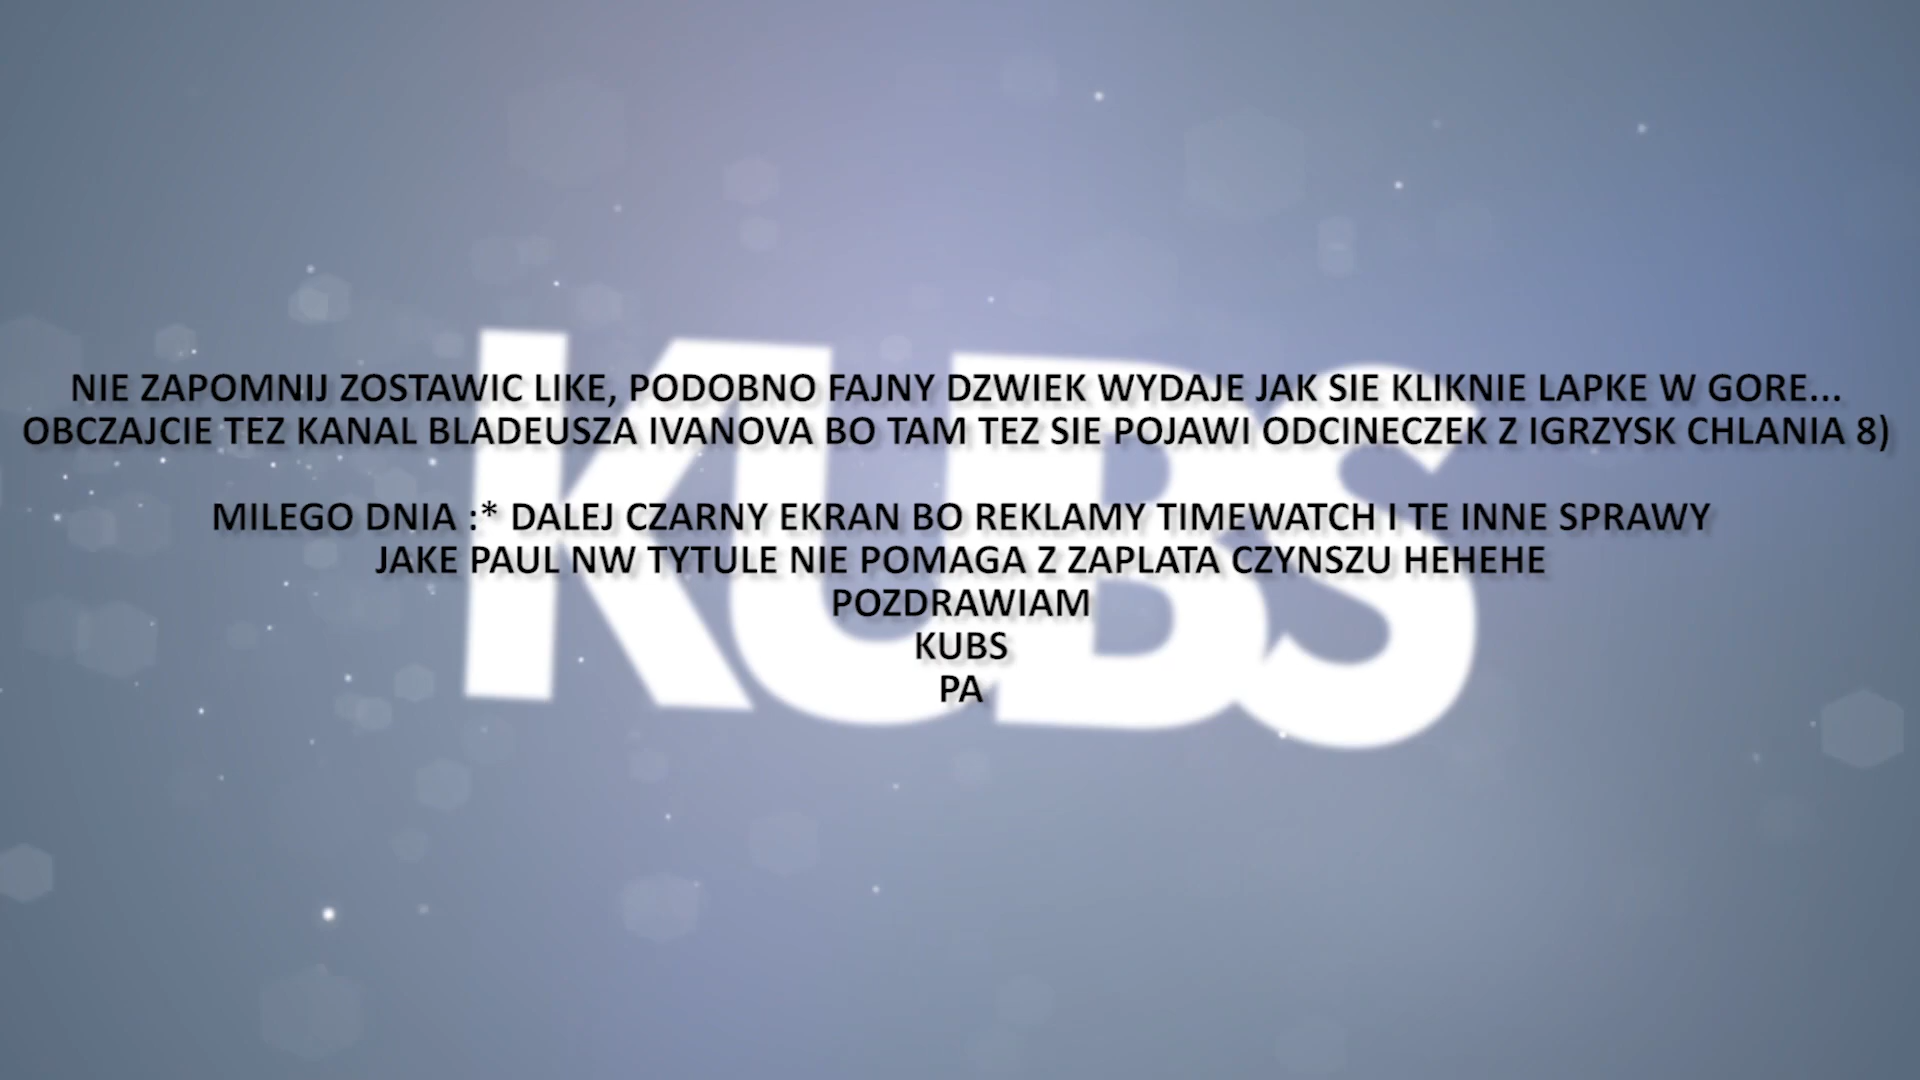 NIE ZAPOMNIJ ZOSTAWIC LIKE, PODOBNO FAJNY DZWIEK WYDAJE JAK SIE KLIKNIE LAPKE W GORE...
OBCZAJCIE TEZ KANAL BLADEUSZA IVANOVA BO TAM TEZ SIE POJAWI ODCINECZEK Z IGRZYSK CHLANIA 8)
MILEGO DNIA :* DALEJ CZARNY EKRAN BO REKLAMY TIMEWATCH I TE INNE SPRAWY
JAKE PAUL NW TYTULE NIE POMAGA Z ZAPLATA CZYNSZU HEHEHE
POZDRAWIAM
KUBS
PA
KUBS